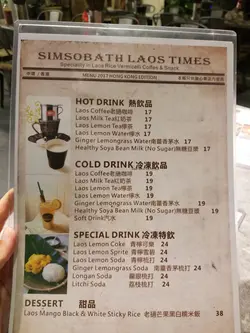 SIMSOBATH LAOS TIMES
Specialty in Laos Rice Vermicelli Coffee & Snack
MENU 2017 HONG KONG EDITION
HOT DRINK 熱飲品
Laos Coffee老撾咖啡 17
Laos Milk Tea紅奶茶 17
Laos Lemon Tea檸茶 17
Laos Lemon Water檸水 17
Ginger Lemongrass Water南薑香茅水 17
Healthy Soya Bean Milk (No Sugar)無糖豆漿 17
COLD DRINK 冷凍飲品
Laos Coffee老撾咖啡 19
Laos Milk Tea紅奶茶 19
Laos Lemon Tea檸茶 19
Laos Lemon Water檸水 19
Ginger Lemongrass Water南薑香茅水 19
Healthy Soya Bean Milk (No Sugar)無糖豆漿 19
Soft Drink汽水 19
SPECIAL DRINK 冷凍特飲
Laos Lemon Coke 青檸可樂 24
Laos Lemon Sprite 青檸雪碧 24
Laos Lemon Soda 青檸梳打 24
Ginger Lemongrass Soda 南薑香茅梳打 24
Longan Soda 龍眼梳打 24
Litchi Soda 荔枝梳打 24
DESSERT 甜品
Laos Mango Black & White Sticky Rice 老撾芒果黑白糯米飯 38